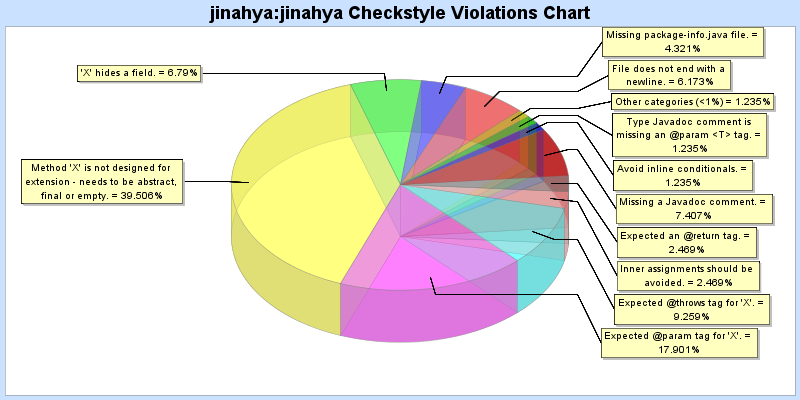 jinahya:jinahya Checkstyle Violations Chart
Missing package-info.java file. =
4.321%
'X' hides a field. = 6.79%
File does not end with a
newline. = 6.173%
Other categories (<1%) = 1.235%
Type Javadoc comment is
missing an @param <T> tag. =
1.235%
Method 'X' is not designed for
extension - needs to be abstract,
final or empty. = 39.506%
Avoid inline conditionals. =
1.235%
Missing a Javadoc comment. =
7.407%
Expected an @return tag. =
2.469%
Inner assignments should be
avoided. = 2.469%
Expected @throws tag for 'X'. =
9.259%
Expected @param tag for 'X'. =
17.901%